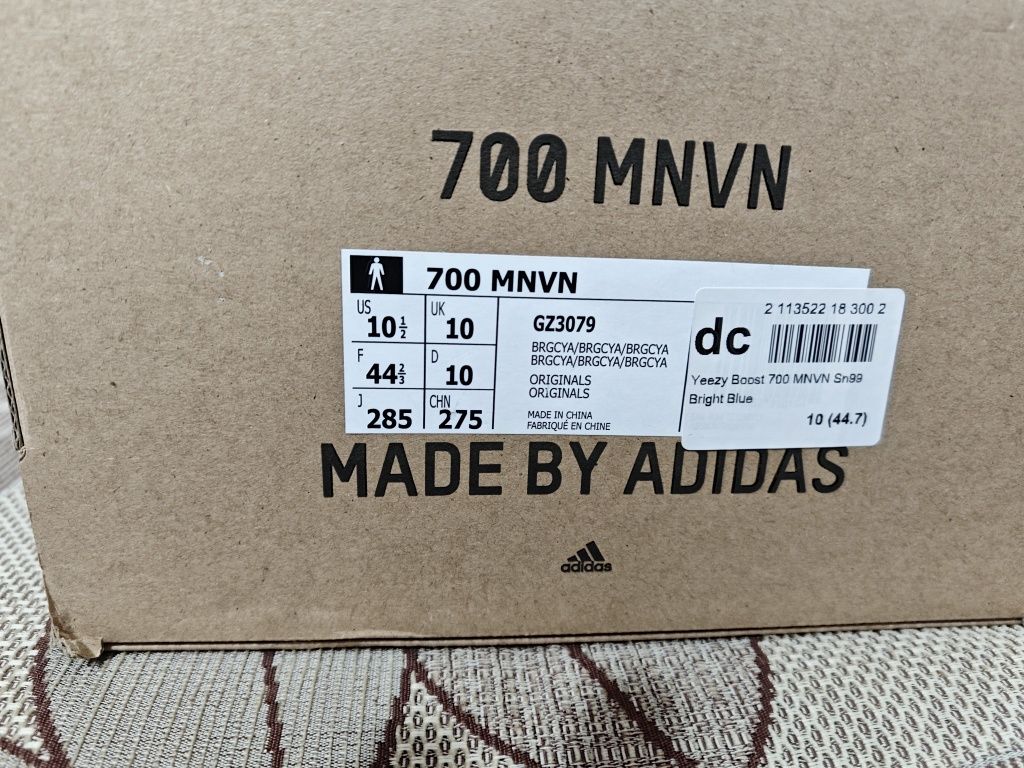 700 MNVN
700 MNVN
US 10½ UK 10
F 44⅔ D 10
J 285 CHN 275
GZ3079
BRGCYA/BRGCYA/BRGCYA
BRGCYA/BRGCYA/BRGCYA
ORIGINALS
ORIGINALS
MADE IN CHINA
FABRIQUÉ EN CHINE
dc
2 113522 18 300 2
Yeezy Boost 700 MNVN Sn99
Bright Blue
10 (44.7)
MADE BY ADIDAS
adidas